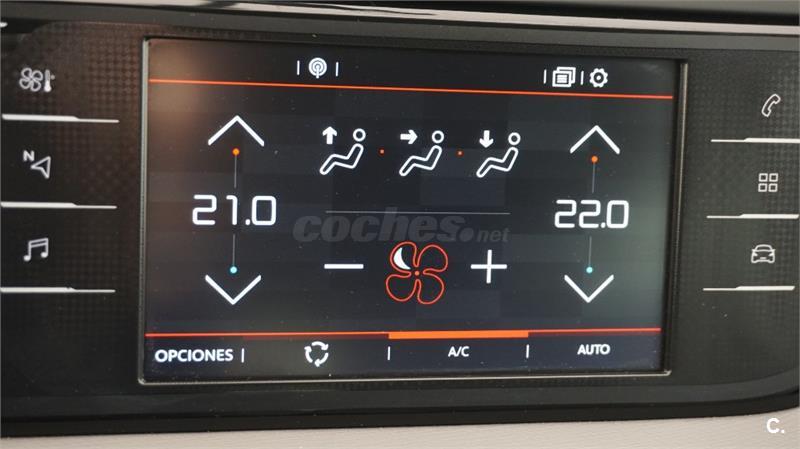 N
21.0
22.0
coches.net
OPCIONES
A/C
AUTO
C.